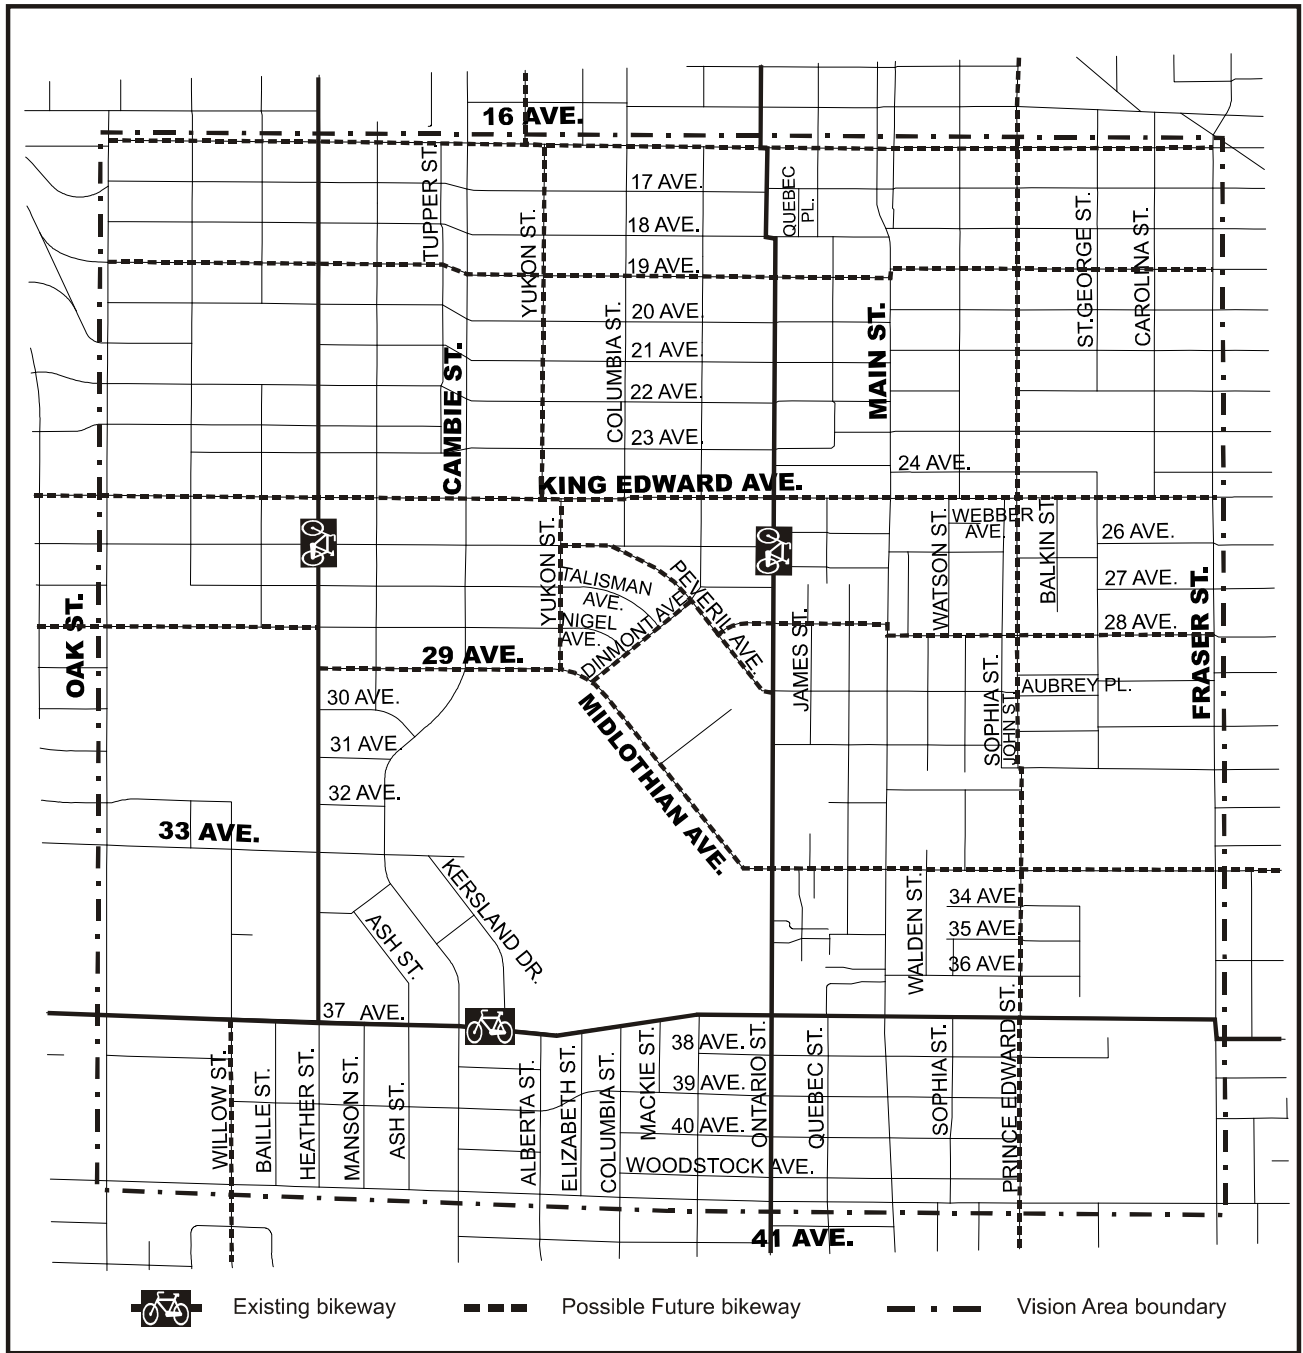 16 AVE.
TUPPER ST.
17 AVE.
QUEBEC
PL.
18 AVE.
YUKON ST.
19 AVE.
ST.GEORGE ST.
CAROLINA ST.
20 AVE.
COLUMBIA ST.
MAIN ST.
21 AVE.
CAMBIE ST.
22 AVE.
23 AVE.
24 AVE.
KING EDWARD AVE.
YUKON ST.
WATSON ST.
WEBBER
AVE.
BALKIN ST.
26 AVE.
TALISMAN
AVE.
PEVERIL AVE.
27 AVE.
NIGEL
AVE.
DINMONT AVE.
28 AVE.
OAK ST.
JAMES ST.
FRASER ST.
29 AVE.
SOPHIA ST.
AUBREY PL.
JOHN ST.
30 AVE.
MIDLOTHIAN AVE.
31 AVE.
32 AVE.
33 AVE.
KERSLAND DR.
WALDEN ST.
34 AVE
ASH ST.
35 AVE
36 AVE
37 AVE.
PRINCE EDWARD ST.
38 AVE.
WILLOW ST.
BAILLE ST.
HEATHER ST.
MANSON ST.
ASH ST.
ALBERTA ST.
ELIZABETH ST.
COLUMBIA ST.
MACKIE ST.
39 AVE.
ONTARIO ST.
QUEBEC ST.
SOPHIA ST.
40 AVE.
WOODSTOCK AVE.
41 AVE.
Existing bikeway
Possible Future bikeway
Vision Area boundary